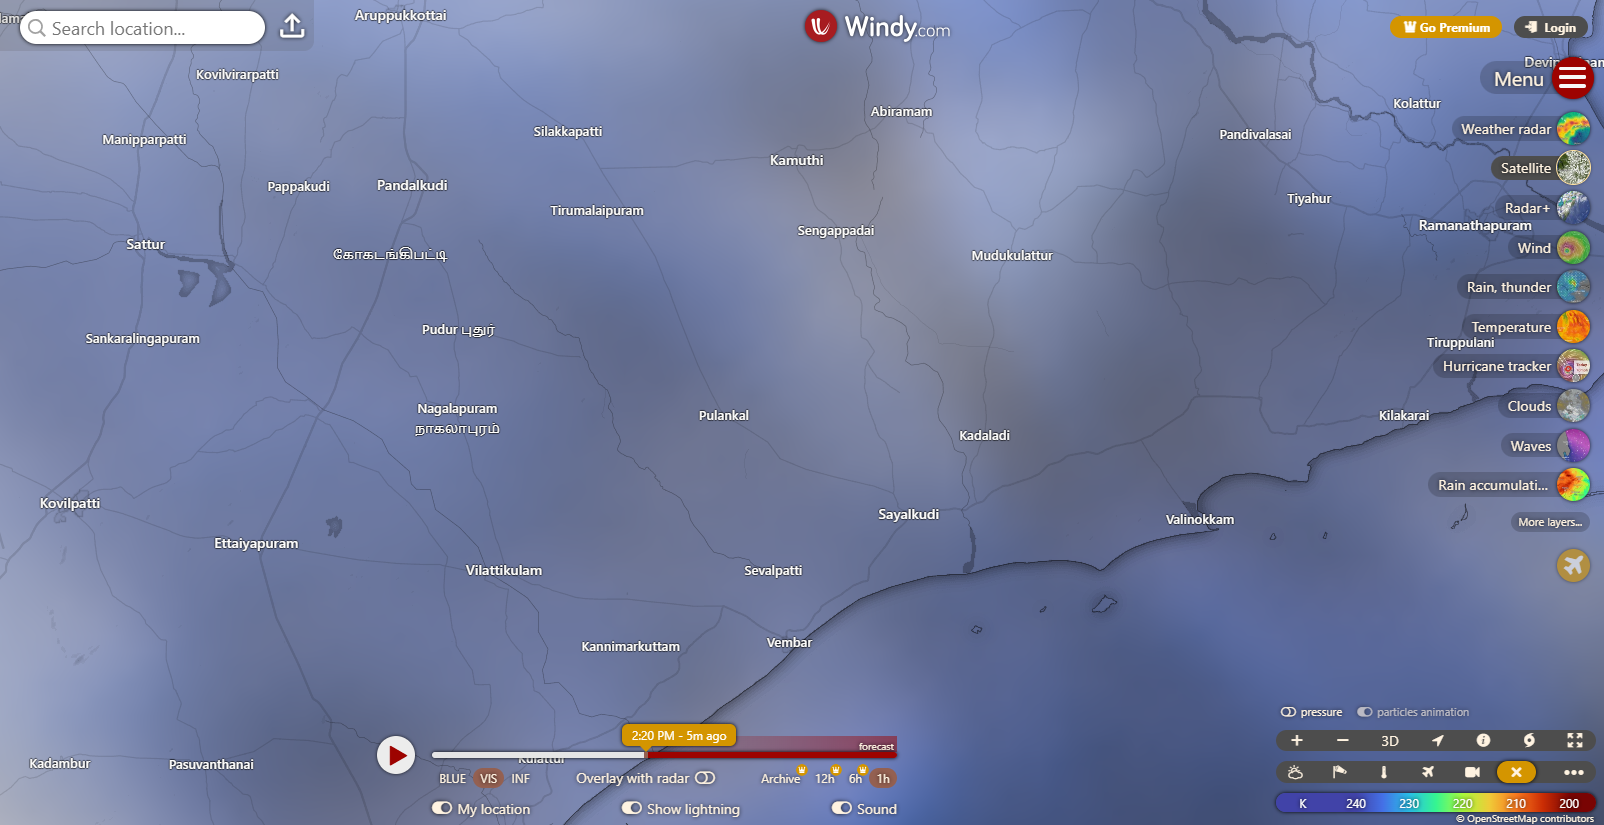 Aruppukkottai
Search location...
Windy.com
Go Premium
Login
Kovilvirarpatti
Menu
Abiramam
Kolattur
Silakkapatti
Pandivalasai
Weather radar
Manipparpatti
Kamuthi
Satellite
Pappakudi
Pandalkudi
Tiyahur
Tirumalaipuram
Radar+
Ramanathapuram
Sengappadai
Sattur
Wind
கோகடங்கிபட்டி
Mudukulattur
Rain, thunder
Pudur புதுர்
Temperature
Sankaralingapuram
Tiruppulani
Hurricane tracker
Nagalapuram
நாகலாபுரம்
Clouds
Pulankal
Kilakarai
Kadaladi
Waves
Rain accumulati...
Kovilpatti
Sayalkudi
Valinokkam
More layers...
Ettaiyapuram
Vilattikulam
Sevalpatti
Kannimarkuttam
Vembar
pressure
particles animation
2:20 PM - 5m ago
forecast
3D
Kadambur
Pasuvanthanai
BLUE VIS INF
Overlay with radar
Archive 12h 6h 1h
My location
Show lightning
Sound
K 240 230 220 210 200
© OpenStreetMap contributors